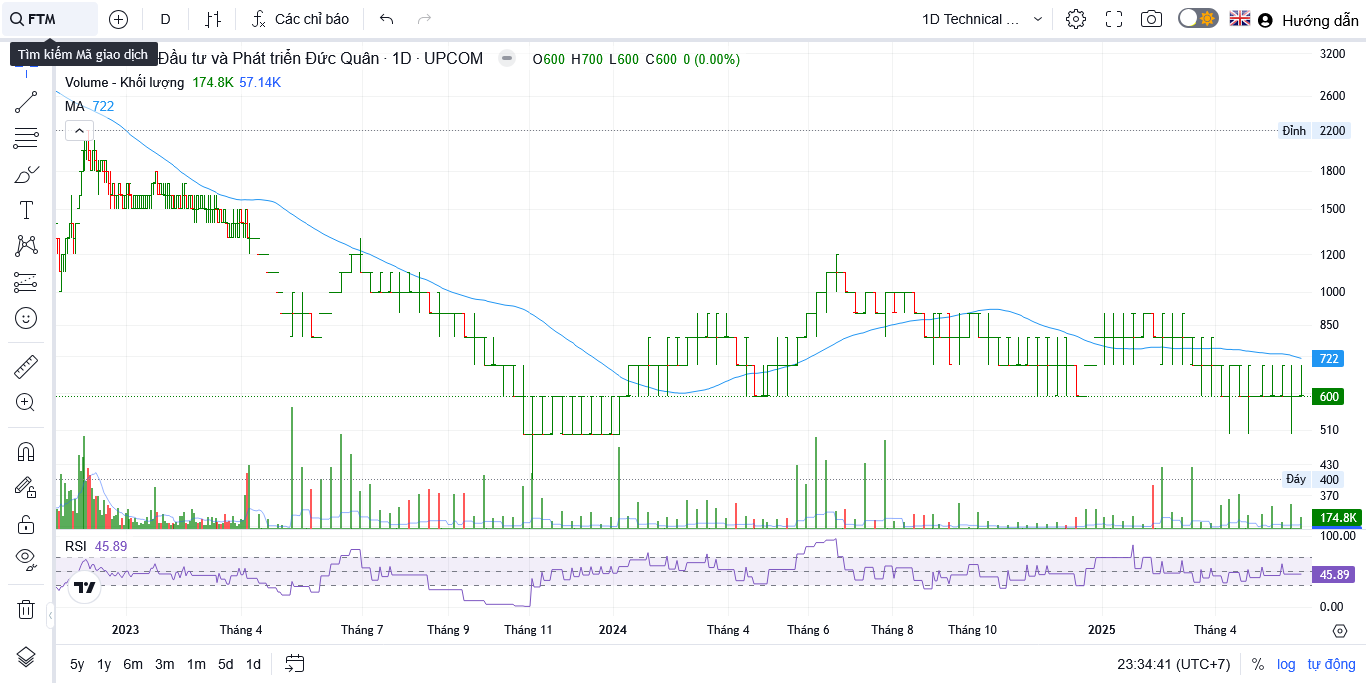 FTM
D
Các chỉ báo
1D Technical ...
Hướng dẫn
Tìm kiếm Mã giao dịch
Đầu tư và Phát triển Đức Quân · 1D · UPCOM
O600 H700 L600 C600 0 (0.00%)
Volume - Khối lượng 174.8K 57.14K
MA 722
3200
2600
Đỉnh 2200
1800
1500
1200
1000
850
722
600
510
430
Đáy 400
370
174.8K
RSI 45.89
100.00
45.89
0.00
2023 Tháng 4 Tháng 7 Tháng 9 Tháng 11 2024 Tháng 4 Tháng 6 Tháng 8 Tháng 10 2025 Tháng 4
5y 1y 6m 3m 1m 5d 1d
23:34:41 (UTC+7) % log tự động